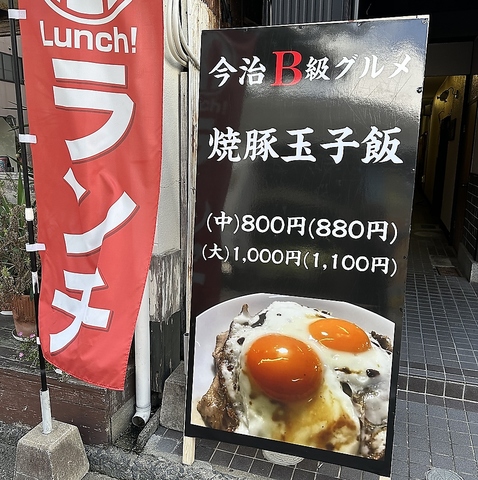 Lunch!
ランチ
今治B級グルメ
焼豚玉子飯
(中)800円(880円)
(大)1,000円(1,100円)